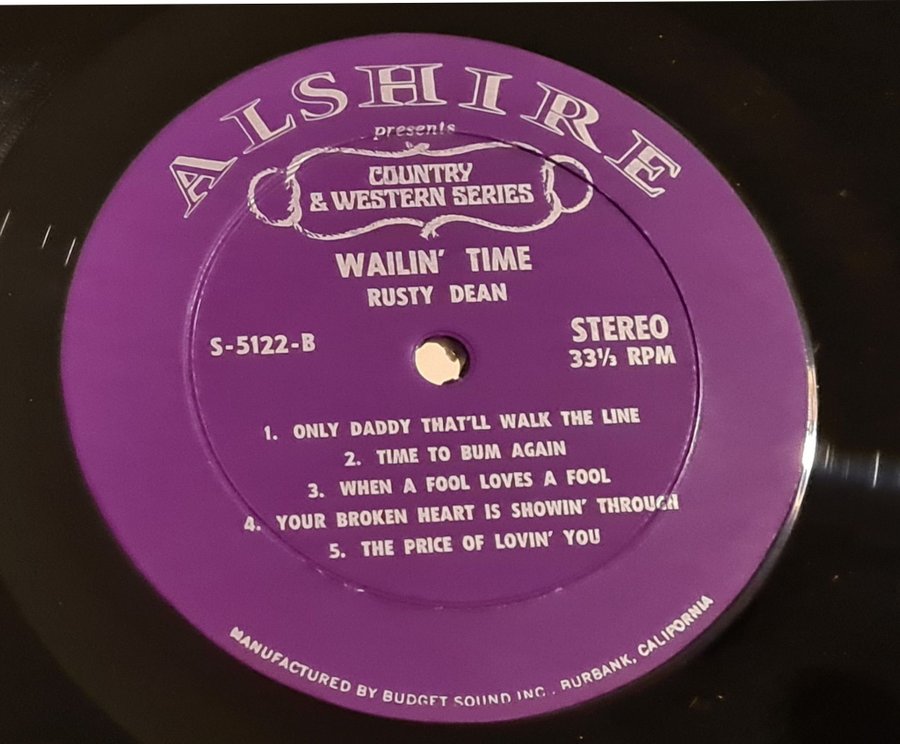 ALSHIRE
presents
COUNTRY
& WESTERN SERIES
WAILIN' TIME
RUSTY DEAN
S-5122-B
STEREO
33⅓ RPM
1. ONLY DADDY THAT'LL WALK THE LINE
2. TIME TO BUM AGAIN
3. WHEN A FOOL LOVES A FOOL
4. YOUR BROKEN HEART IS SHOWIN' THROUGH
5. THE PRICE OF LOVIN' YOU
MANUFACTURED BY BUDGET SOUND INC. BURBANK, CALIFORNIA